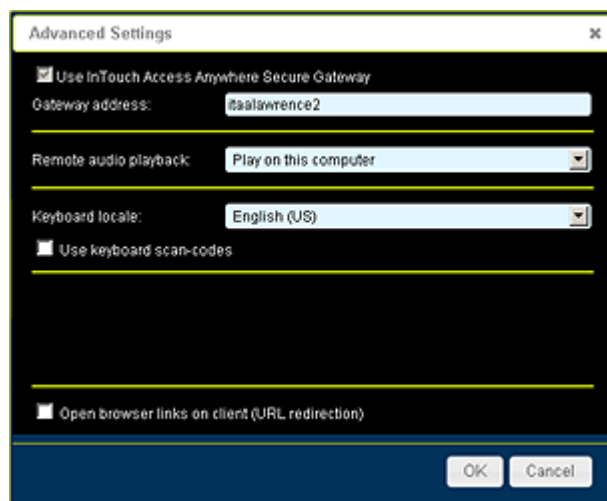 Advanced Settings
Use InTouch Access Anywhere Secure Gateway
Gateway address: itaalawrence2
Remote audio playback: Play on this computer
Keyboard locale: English (US)
Use keyboard scan-codes
Open browser links on client (URL redirection)
OK Cancel